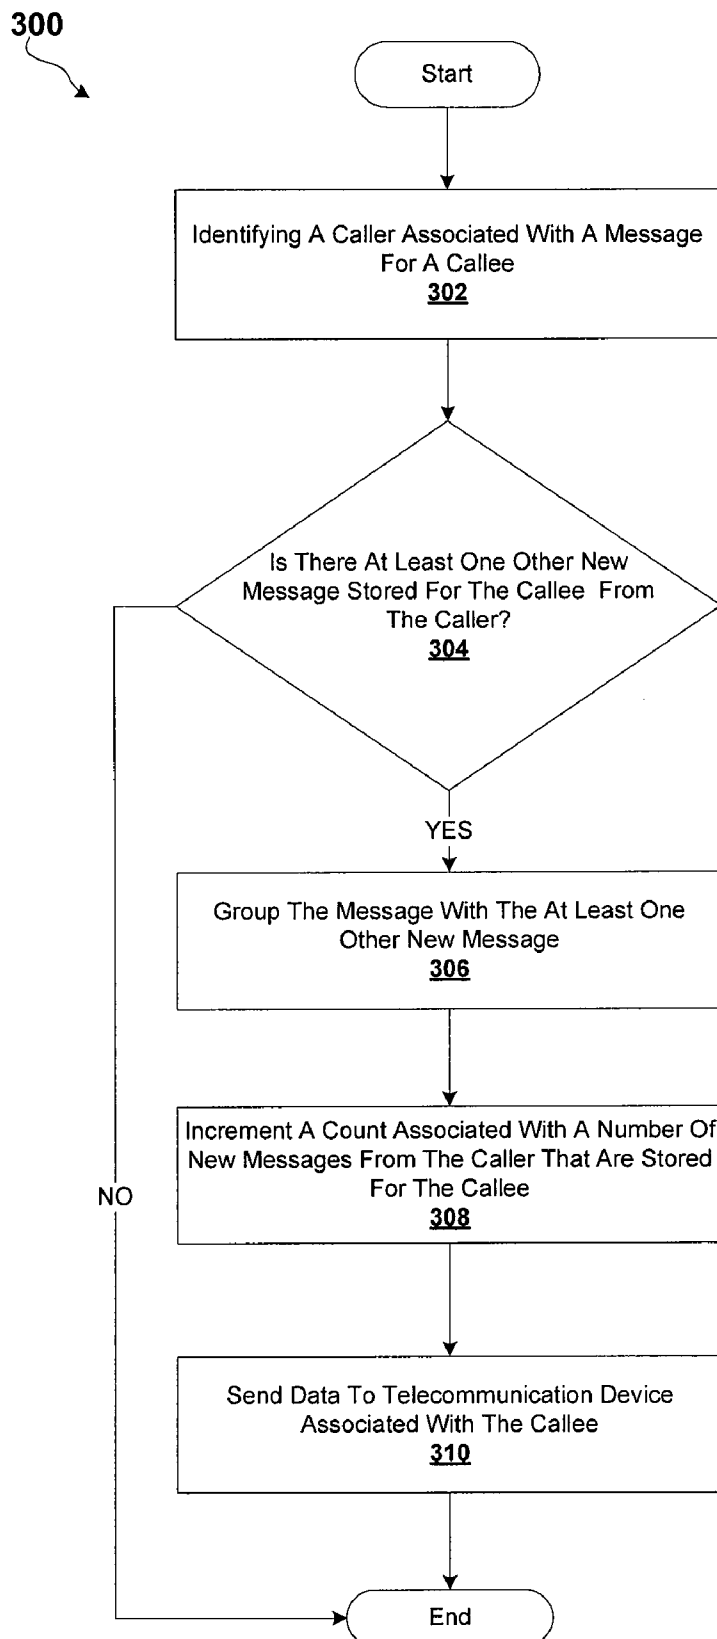 300
Start
Identifying A Caller Associated With A Message
For A Callee
302
Is There At Least One Other New
Message Stored For The Callee From
The Caller?
304
YES
Group The Message With The At Least One
Other New Message
306
Increment A Count Associated With A Number Of
New Messages From The Caller That Are Stored
For The Callee
308
NO
Send Data To Telecommunication Device
Associated With The Callee
310
End